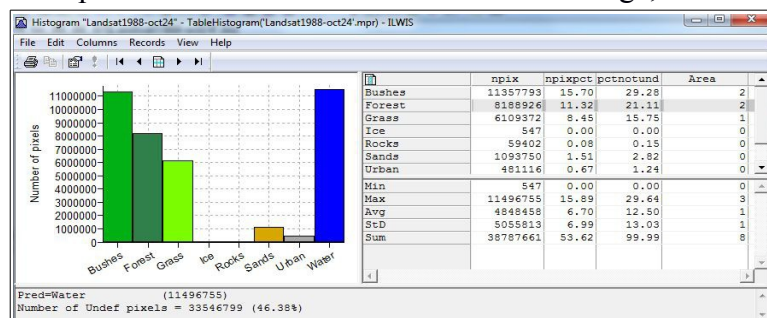 Histogram "Landsat1988-oct24" - TableHistogram('Landsat1988-oct24'.mpr) - ILWIS
File Edit Columns Records View Help
Number of pixels
11000000
10000000
9000000
8000000
7000000
6000000
5000000
4000000
3000000
2000000
1000000
0
Bushes Forest Grass Ice Rocks Sands Urban Water
npix npixpct pctnotund Area
Bushes 11357793 15.70 29.28 2
Forest 8188926 11.32 21.11 2
Grass 6109372 8.45 15.75 1
Ice 547 0.00 0.00 0
Rocks 59402 0.08 0.15 0
Sands 1093750 1.51 2.82 0
Urban 481116 0.67 1.24 0
Min 547 0.00 0.00 0
Max 11496755 15.89 29.64 3
Avg 4848458 6.70 12.50 1
StD 5055813 6.99 13.03 1
Sum 38787661 53.62 99.99 8
Pred=Water (11496755)
Number of Undef pixels = 33546799 (46.38%)